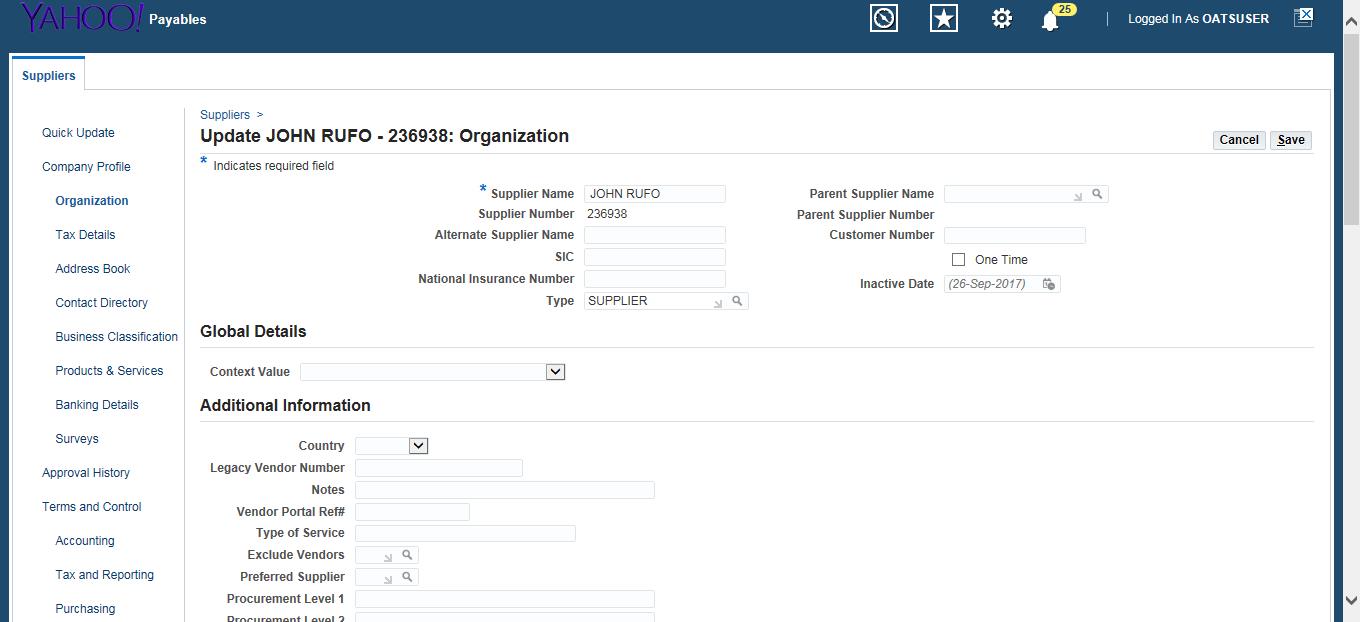 YAHOO! Payables
25
Logged In As OATSUSER
Suppliers
Quick Update
Company Profile
Organization
Tax Details
Address Book
Contact Directory
Business Classification
Products & Services
Banking Details
Surveys
Approval History
Terms and Control
Accounting
Tax and Reporting
Purchasing
Suppliers >
Update JOHN RUFO - 236938: Organization
Cancel Save
* Indicates required field
* Supplier Name JOHN RUFO
Supplier Number 236938
Alternate Supplier Name
SIC
National Insurance Number
Type SUPPLIER
Parent Supplier Name
Parent Supplier Number
Customer Number
One Time
Inactive Date (26-Sep-2017)
Global Details
Context Value
Additional Information
Country
Legacy Vendor Number
Notes
Vendor Portal Ref#
Type of Service
Exclude Vendors
Preferred Supplier
Procurement Level 1
Procurement Level 2